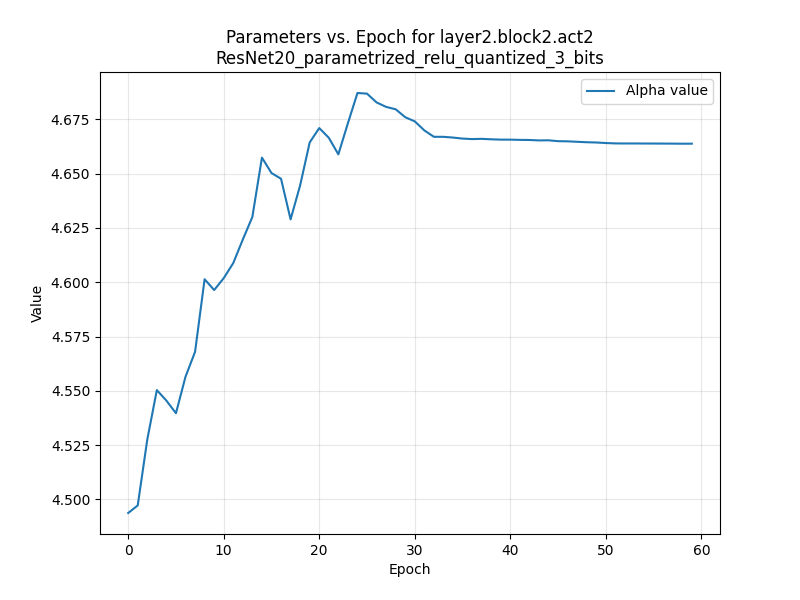 Parameters vs. Epoch for layer2.block2.act2
ResNet20_parametrized_relu_quantized_3_bits
Alpha value
4.675
4.650
4.625
4.600
4.575
4.550
4.525
4.500
Value
0 10 20 30 40 50 60
Epoch